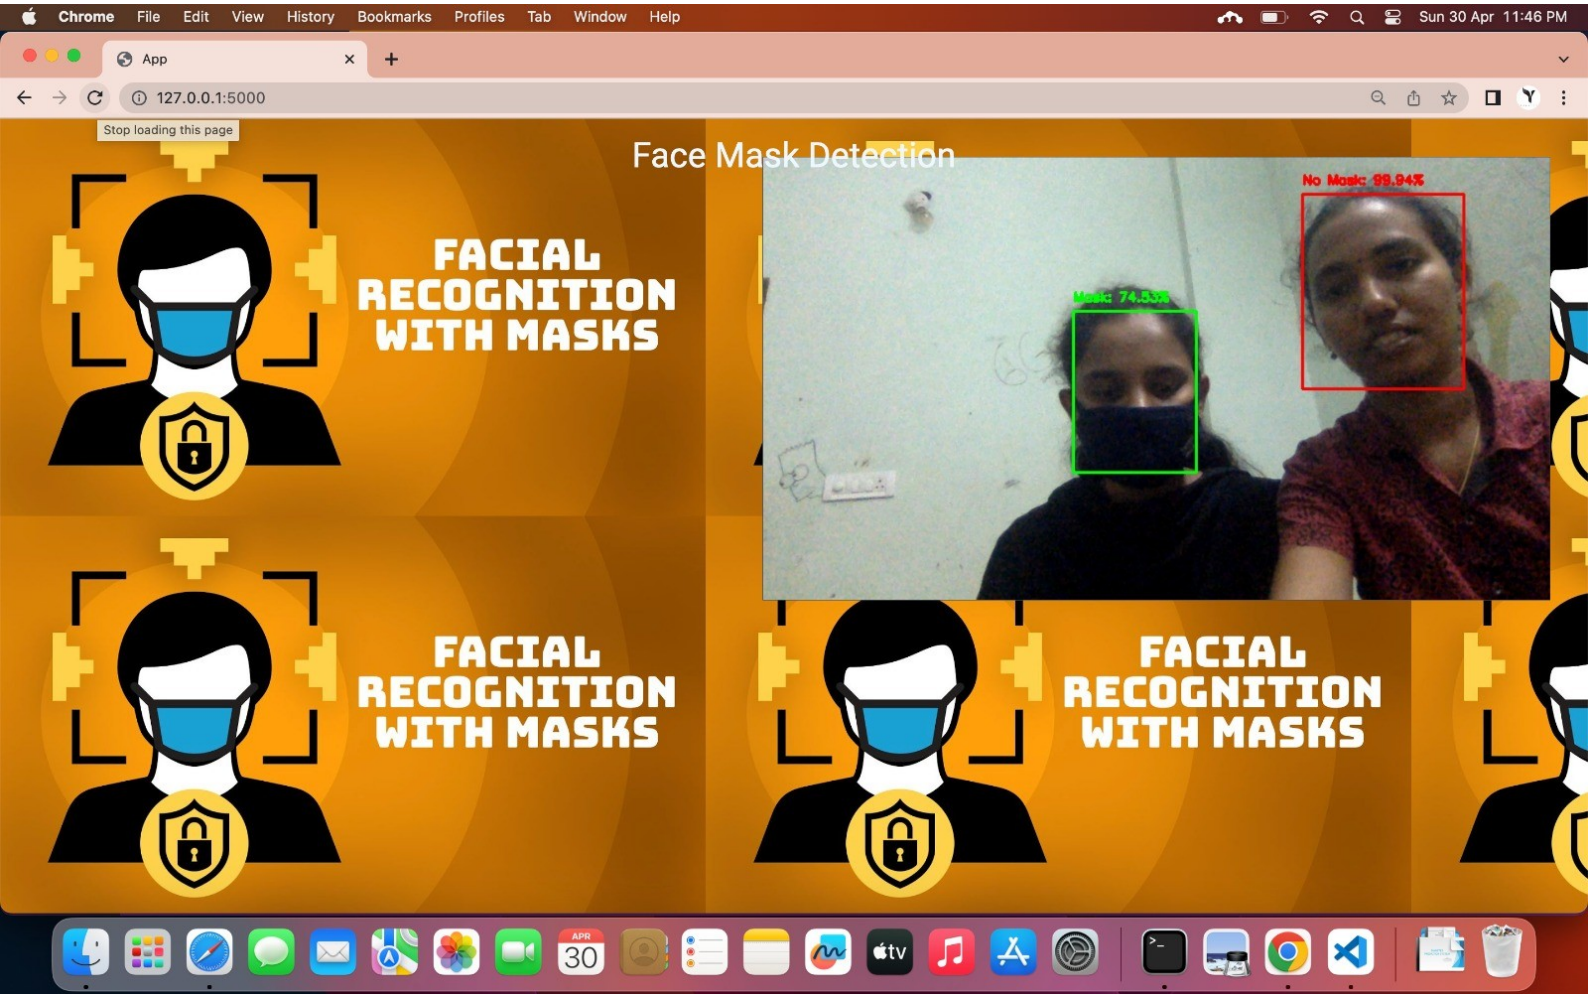 Chrome File Edit View History Bookmarks Profiles Tab Window Help Sun 30 Apr 11:46 PM
App
127.0.0.1:5000
Stop loading this page
Face Mask Detection
No Mask: 99.94%
Mask: 74.53%
FACIAL
RECOGNITION
WITH MASKS
FACIAL
RECOGNITION
WITH MASKS
FACIAL
RECOGNITION
WITH MASKS
APR
30
tv